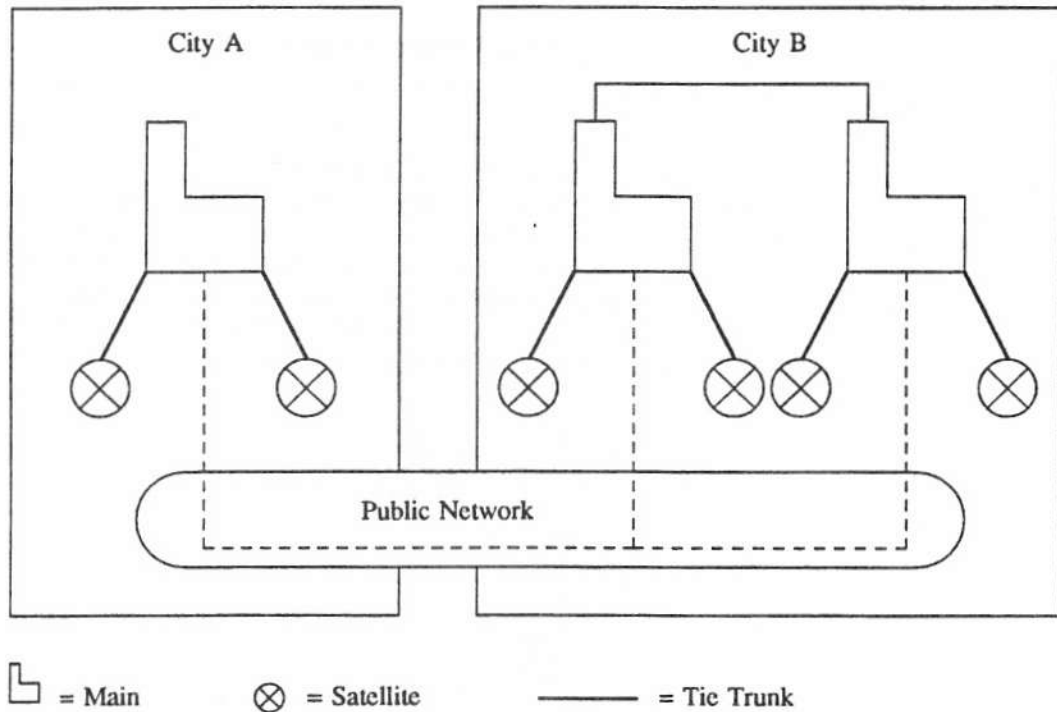 City A
City B
Public Network
= Main
= Satellite
= Tie Trunk